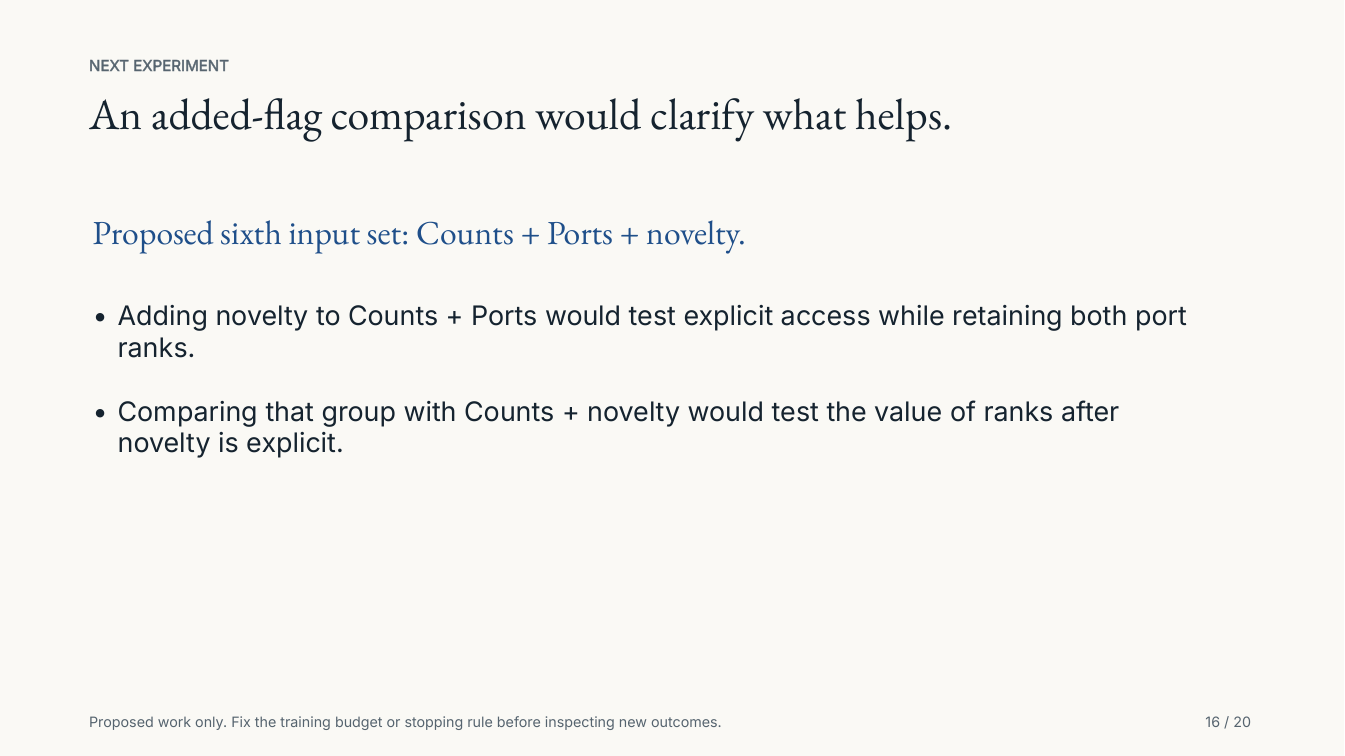 NEXT EXPERIMENT
An added-flag comparison would clarify what helps.
Proposed sixth input set: Counts + Ports + novelty.
• Adding novelty to Counts + Ports would test explicit access while retaining both port
ranks.
• Comparing that group with Counts + novelty would test the value of ranks after
novelty is explicit.
Proposed work only. Fix the training budget or stopping rule before inspecting new outcomes.
16 / 20